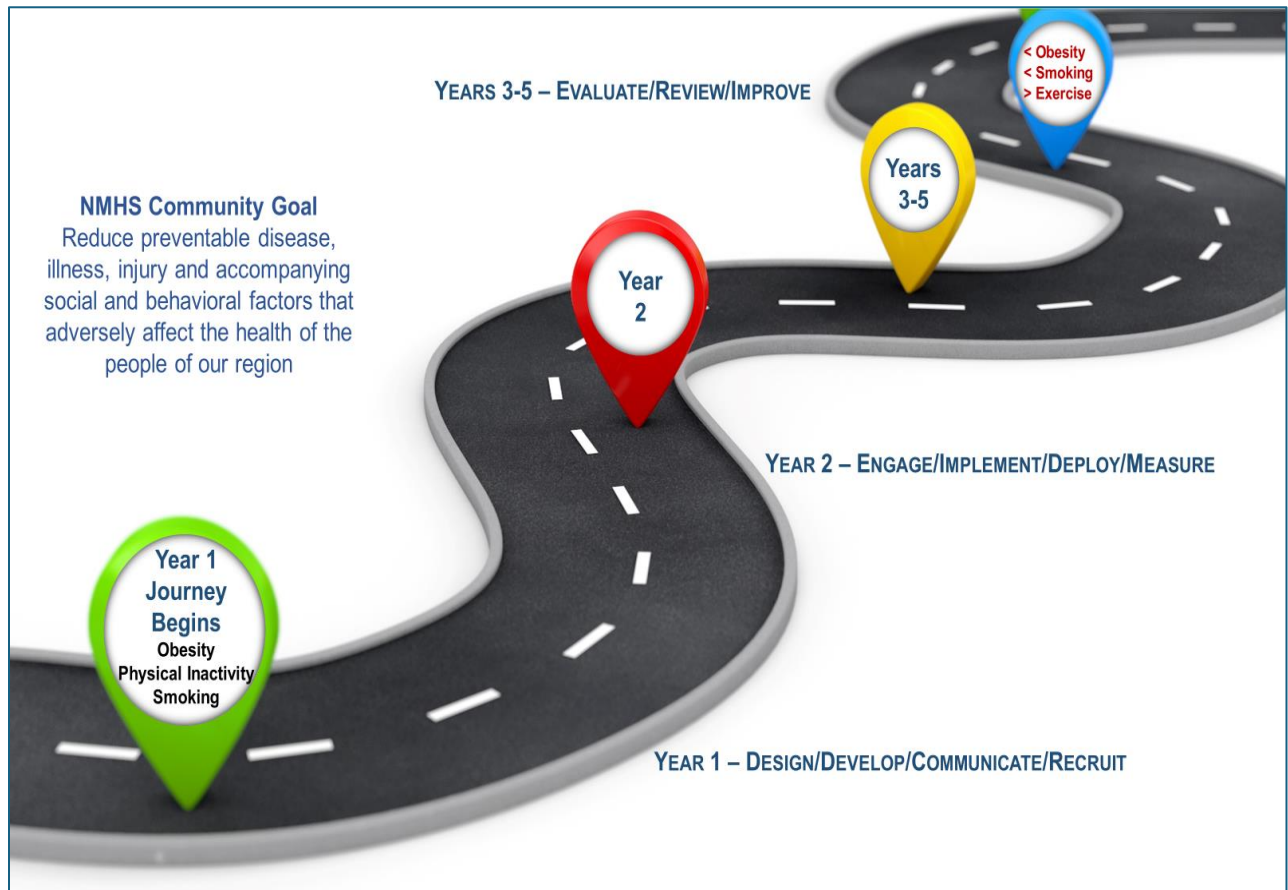 YEARS 3-5 – EVALUATE/REVIEW/IMPROVE
< Obesity
< Smoking
> Exercise
Years
3-5
NMHS Community Goal
Reduce preventable disease,
illness, injury and accompanying
social and behavioral factors that
adversely affect the health of the
people of our region
Year
2
YEAR 2 – ENGAGE/IMPLEMENT/DEPLOY/MEASURE
Year 1
Journey
Begins
Obesity
Physical Inactivity
Smoking
YEAR 1 – DESIGN/DEVELOP/COMMUNICATE/RECRUIT